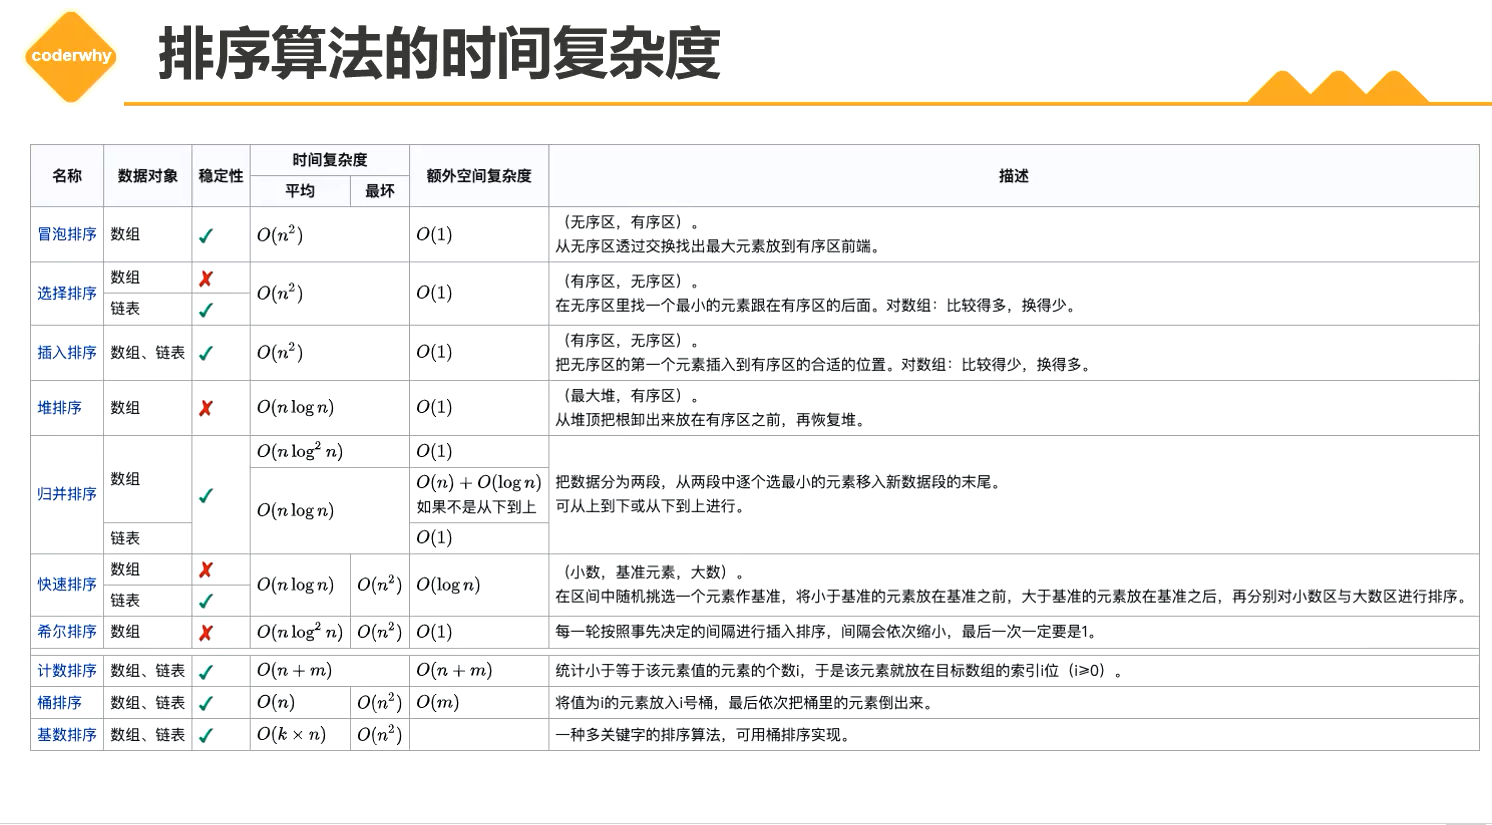 coderwhy
排序算法的时间复杂度
名称 数据对象 稳定性 时间复杂度 额外空间复杂度 描述
平均 最坏
冒泡排序 数组 ✓ O(n²) O(1) （无序区，有序区）。
从无序区透过交换找出最大元素放到有序区前端。
选择排序 数组 ✗ O(n²) O(1) （有序区，无序区）。
链表 ✓ 在无序区里找一个最小的元素跟在有序区的后面。对数组：比较得多，换得少。
插入排序 数组、链表 ✓ O(n²) O(1) （有序区，无序区）。
把无序区的第一个元素插入到有序区的合适的位置。对数组：比较得少，换得多。
堆排序 数组 ✗ O(n log n) O(1) （最大堆，有序区）。
从堆顶把根卸出来放在有序区之前，再恢复堆。
归并排序 数组 ✓ O(n log² n) O(1)
O(n log n) O(n) + O(log n) 把数据分为两段，从两段中逐个选最小的元素移入新数据段的末尾。
如果不是从下到上 可从上到下或从下到上进行。
链表 O(1)
快速排序 数组 ✗ O(n log n) O(n²) O(log n) （小数，基准元素，大数）。
链表 ✓ 在区间中随机挑选一个元素作基准，将小于基准的元素放在基准之前，大于基准的元素放在基准之后，再分别对小数区与大数区进行排序。
希尔排序 数组 ✗ O(n log² n) O(n²) O(1) 每一轮按照事先决定的间隔进行插入排序，间隔会依次缩小，最后一次一定要是1。
计数排序 数组、链表 ✓ O(n + m) O(n + m) 统计小于等于该元素值的元素的个数i，于是该元素就放在目标数组的索引i位（i≥0）。
桶排序 数组、链表 ✓ O(n) O(n²) O(m) 将值为i的元素放入i号桶，最后依次把桶里的元素倒出来。
基数排序 数组、链表 ✓ O(k × n) O(n²) 一种多关键字的排序算法，可用桶排序实现。